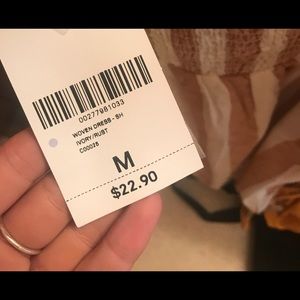 00277981033
WOVEN DRESS - SH
IVORY/RUST
C00025
M
$22.90